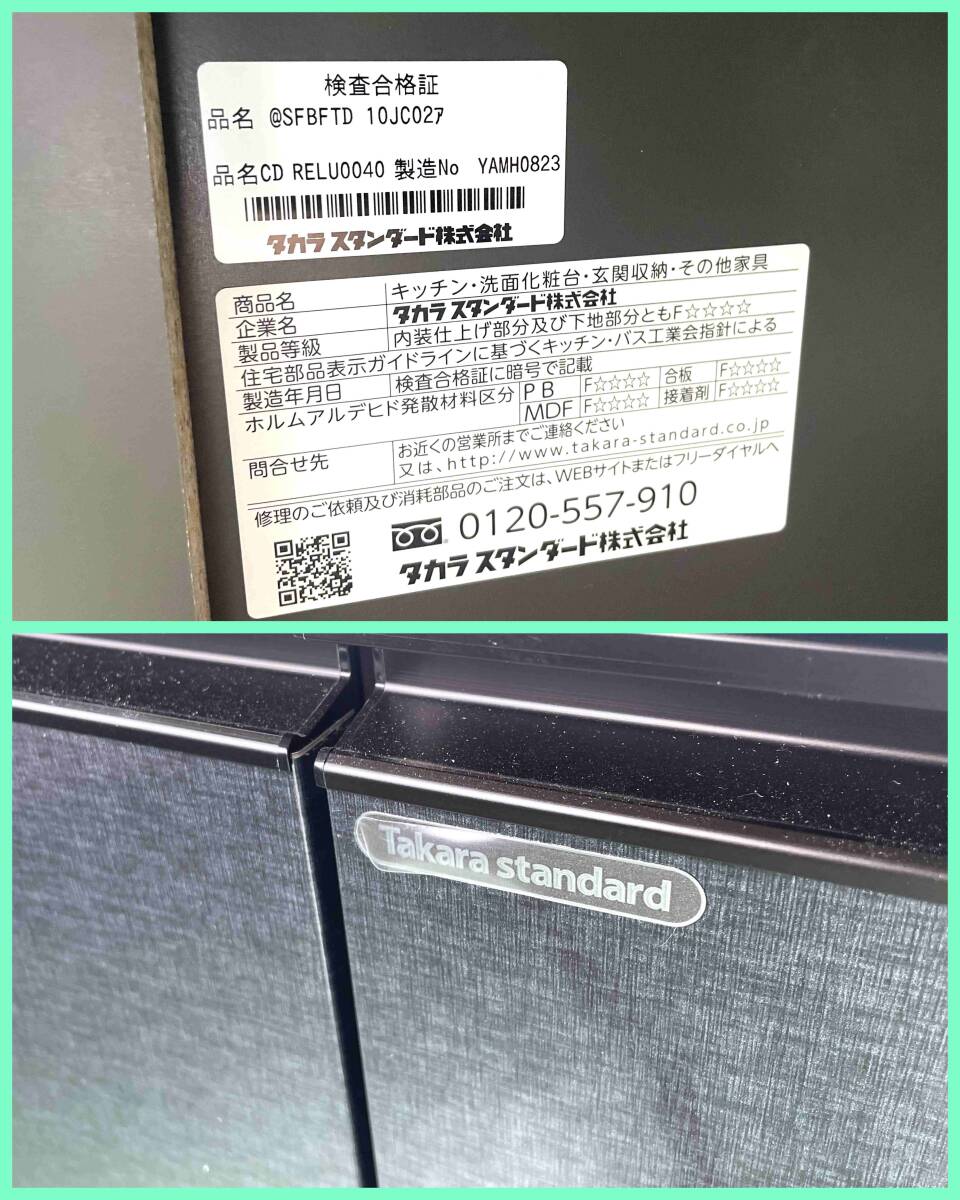 検査合格証
品名 @SFBFTD 10JC02ｱ
品名CD RELU0040 製造No YAMH0823
タカラ スタンダード株式会社
商品名 キッチン・洗面化粧台・玄関収納・その他家具
企業名 タカラ スタンダード株式会社
製品等級 内装仕上げ部分及び下地部分ともF☆☆☆☆
住宅部品表示ガイドラインに基づくキッチン・バス工業会指針による
製造年月日 検査合格証に暗号で記載
ホルムアルデヒド発散材料区分 PB F☆☆☆☆ 合板 F☆☆☆☆
MDF F☆☆☆☆ 接着剤 F☆☆☆☆
問合せ先 お近くの営業所までご連絡ください
又は、http://www.takara-standard.co.jp
修理のご依頼及び消耗部品のご注文は、WEBサイトまたはフリーダイヤルへ
0120-557-910
タカラ スタンダード株式会社
Takara standard